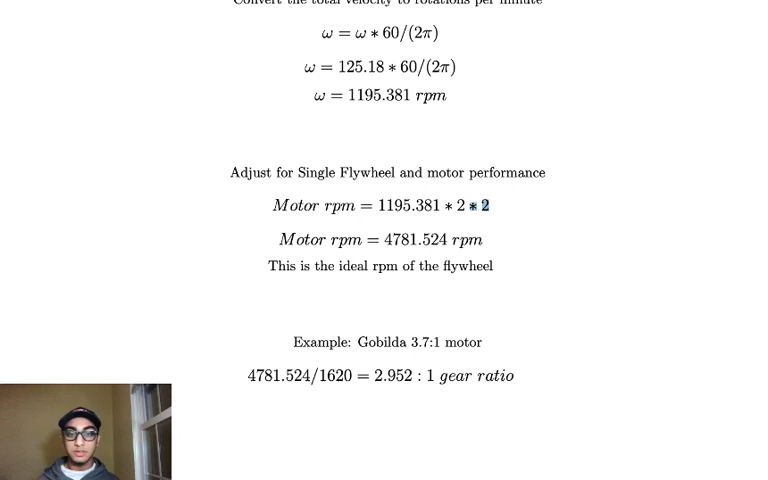 Convert the total velocity to rotations per minute
ω = ω ∗ 60/(2π)
ω = 125.18 ∗ 60/(2π)
ω = 1195.381 rpm
Adjust for Single Flywheel and motor performance
Motor rpm = 1195.381 ∗ 2 ∗ 2
Motor rpm = 4781.524 rpm
This is the ideal rpm of the flywheel
Example: Gobilda 3.7:1 motor
4781.524/1620 = 2.952 : 1 gear ratio